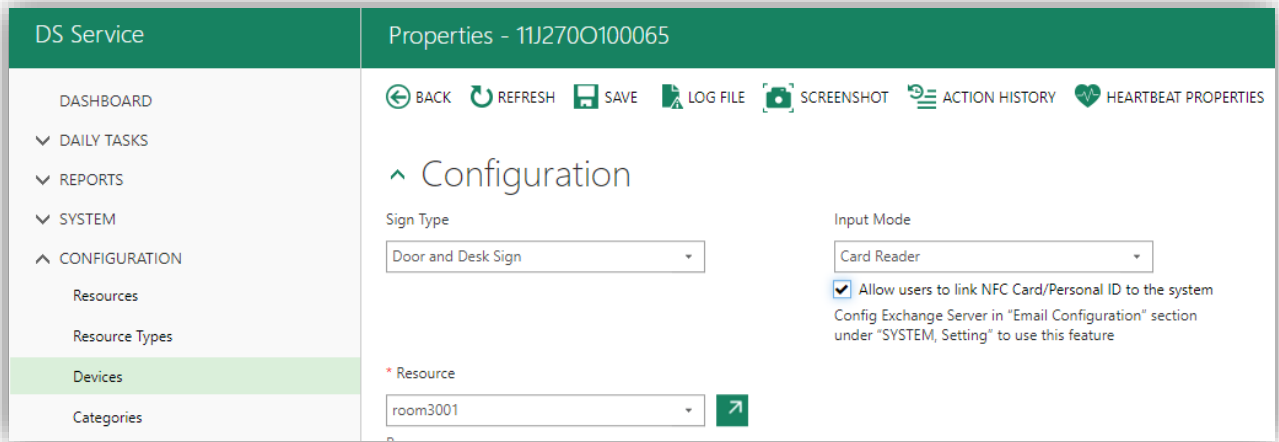 DS Service
Properties - 11J270O100065
DASHBOARD
DAILY TASKS
REPORTS
SYSTEM
CONFIGURATION
Resources
Resource Types
Devices
Categories
BACK REFRESH SAVE LOG FILE SCREENSHOT ACTION HISTORY HEARTBEAT PROPERTIES
Configuration
Sign Type
Door and Desk Sign
Input Mode
Card Reader
Allow users to link NFC Card/Personal ID to the system
Config Exchange Server in "Email Configuration" section
under "SYSTEM, Setting" to use this feature
* Resource
room3001